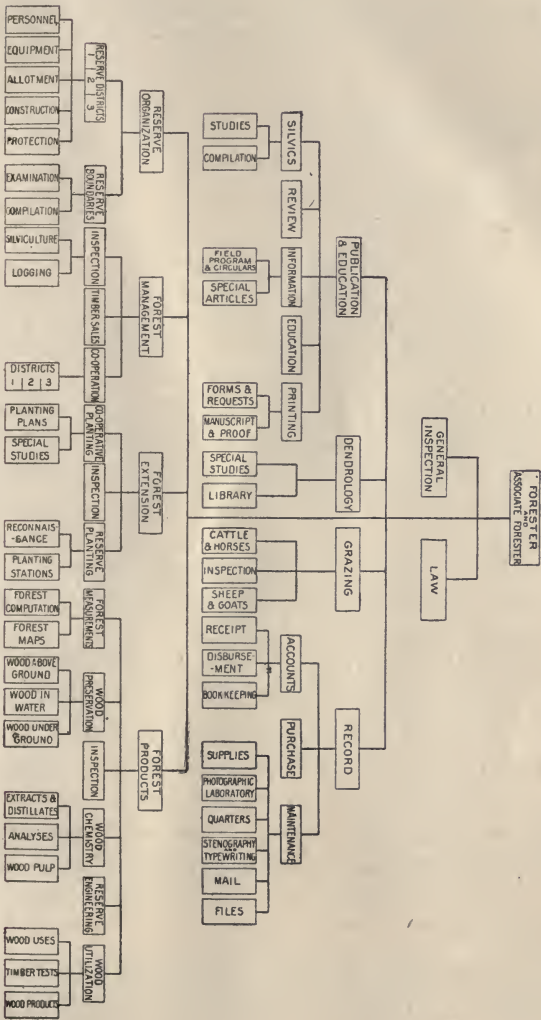 FORESTER
AND
ASSOCIATE FORESTER
GENERAL
INSPECTION
LAW
PUBLICATION
& EDUCATION
DENDROLOGY
GRAZING
RECORD
SILVICS
REVIEW
INFORMATION
EDUCATION
PRINTING
ACCOUNTS
PURCHASE
MAINTENANCE
STUDIES
COMPILATION
FIELD
PROGRAM
& CIRCULARS
SPECIAL
ARTICLES
FORMS &
REQUESTS
MANUSCRIPT
& PROOF
SPECIAL
STUDIES
LIBRARY
CATTLE
& HORSES
INSPECTION
SHEEP
& GOATS
RECEIPT
DISBURSE-
-MENT
BOOKKEEPING
SUPPLIES
PHOTOGRAPHIC
LABORATORY
QUARTERS
STENOGRAPHY
AND
TYPEWRITING
MAIL
FILES
RESERVE
ORGANIZATION
FOREST
MANAGEMENT
FOREST
EXTENSION
FOREST
PRODUCTS
RESERVE DISTRICTS
1 | 2 | 3
RESERVE
BOUNDARIES
INSPECTION
TIMBER SALES
CO-OPERATION
CO-OPERATIVE
PLANTING
INSPECTION
RESERVE
PLANTING
FOREST
MEASUREMENTS
WOOD
PRESERVATION
INSPECTION
WOOD
CHEMISTRY
RESERVE
ENGINEERING
WOOD
UTILIZATION
PERSONNEL
EQUIPMENT
ALLOTMENT
CONSTRUCTION
PROTECTION
EXAMINATION
COMPILATION
SILVICULTURE
LOGGING
DISTRICTS
1 | 2 | 3
PLANTING
PLANS
SPECIAL
STUDIES
RECONNAIS-
-SANCE
PLANTING
STATIONS
FOREST
COMPUTATION
FOREST
MAPS
WOOD ABOVE
GROUND
WOOD IN
WATER
WOOD UNDER
GROUND
EXTRACTS &
DISTILLATES
ANALYSES
WOOD PULP
WOOD USES
TIMBER TESTS
WOOD PRODUCTS